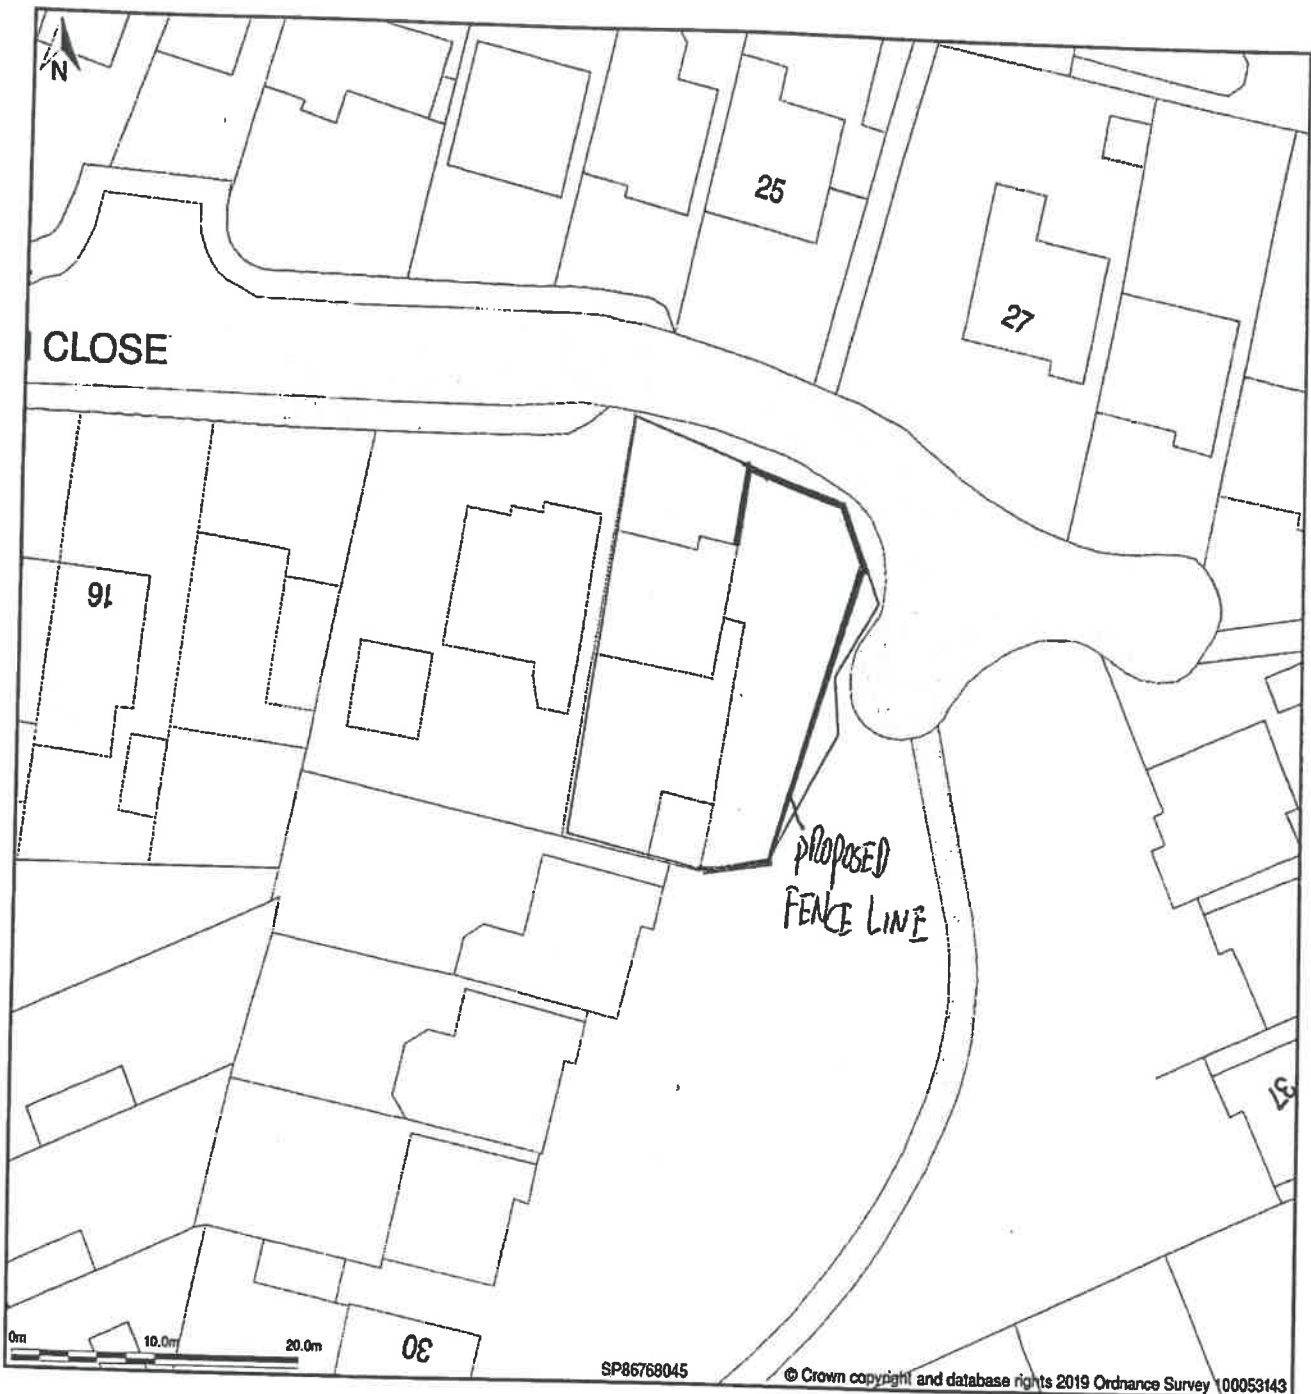 N
25
27
CLOSE
16
PROPOSED
FENCE LINE
37
30
0m 10.0m 20.0m
SP86768045
© Crown copyright and database rights 2019 Ordnance Survey 100053143